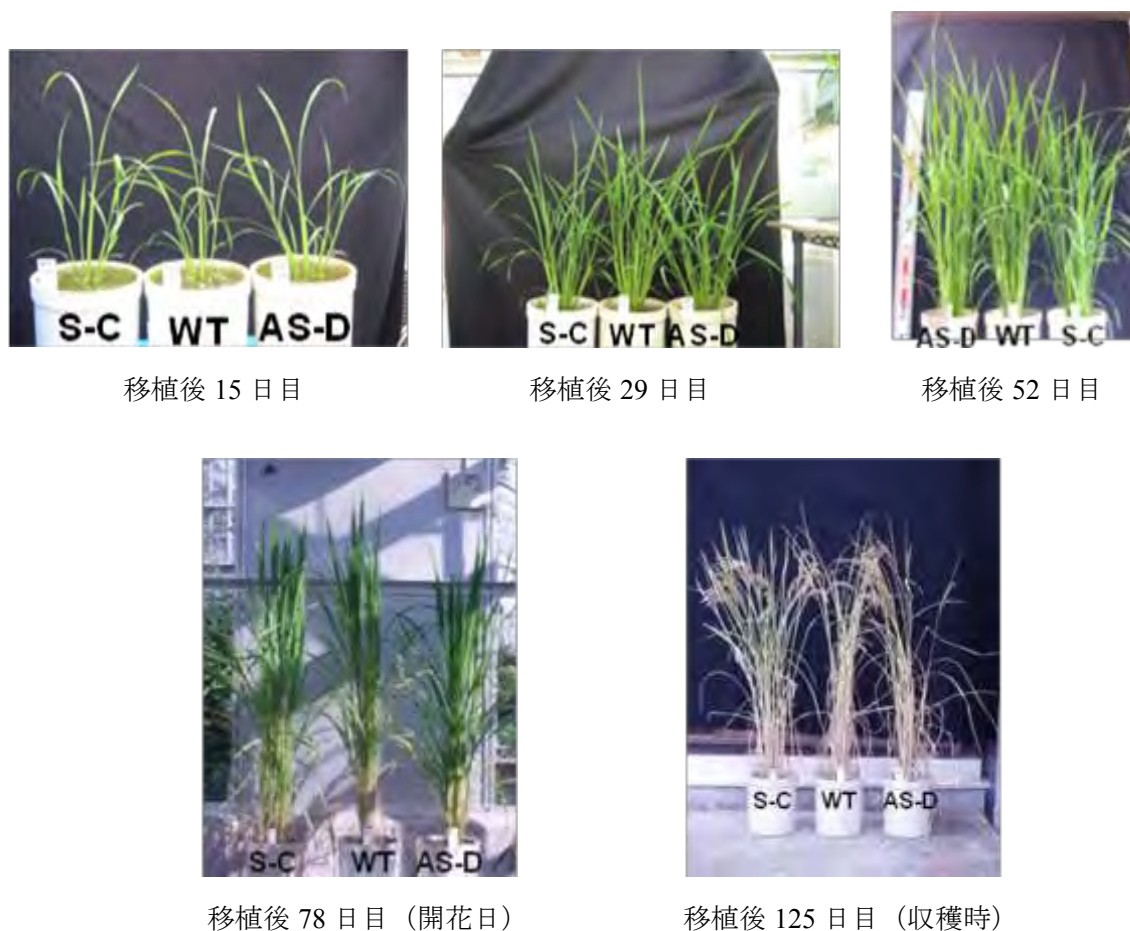 S-C WT AS-D
S-C WT AS-D
AS-D WT S-C
移植後 15 日目
移植後 29 日目
移植後 52 日目
S-C WT AS-D
S-C WT AS-D
移植後 78 日目（開花日）
移植後 125 日目（収穫時）